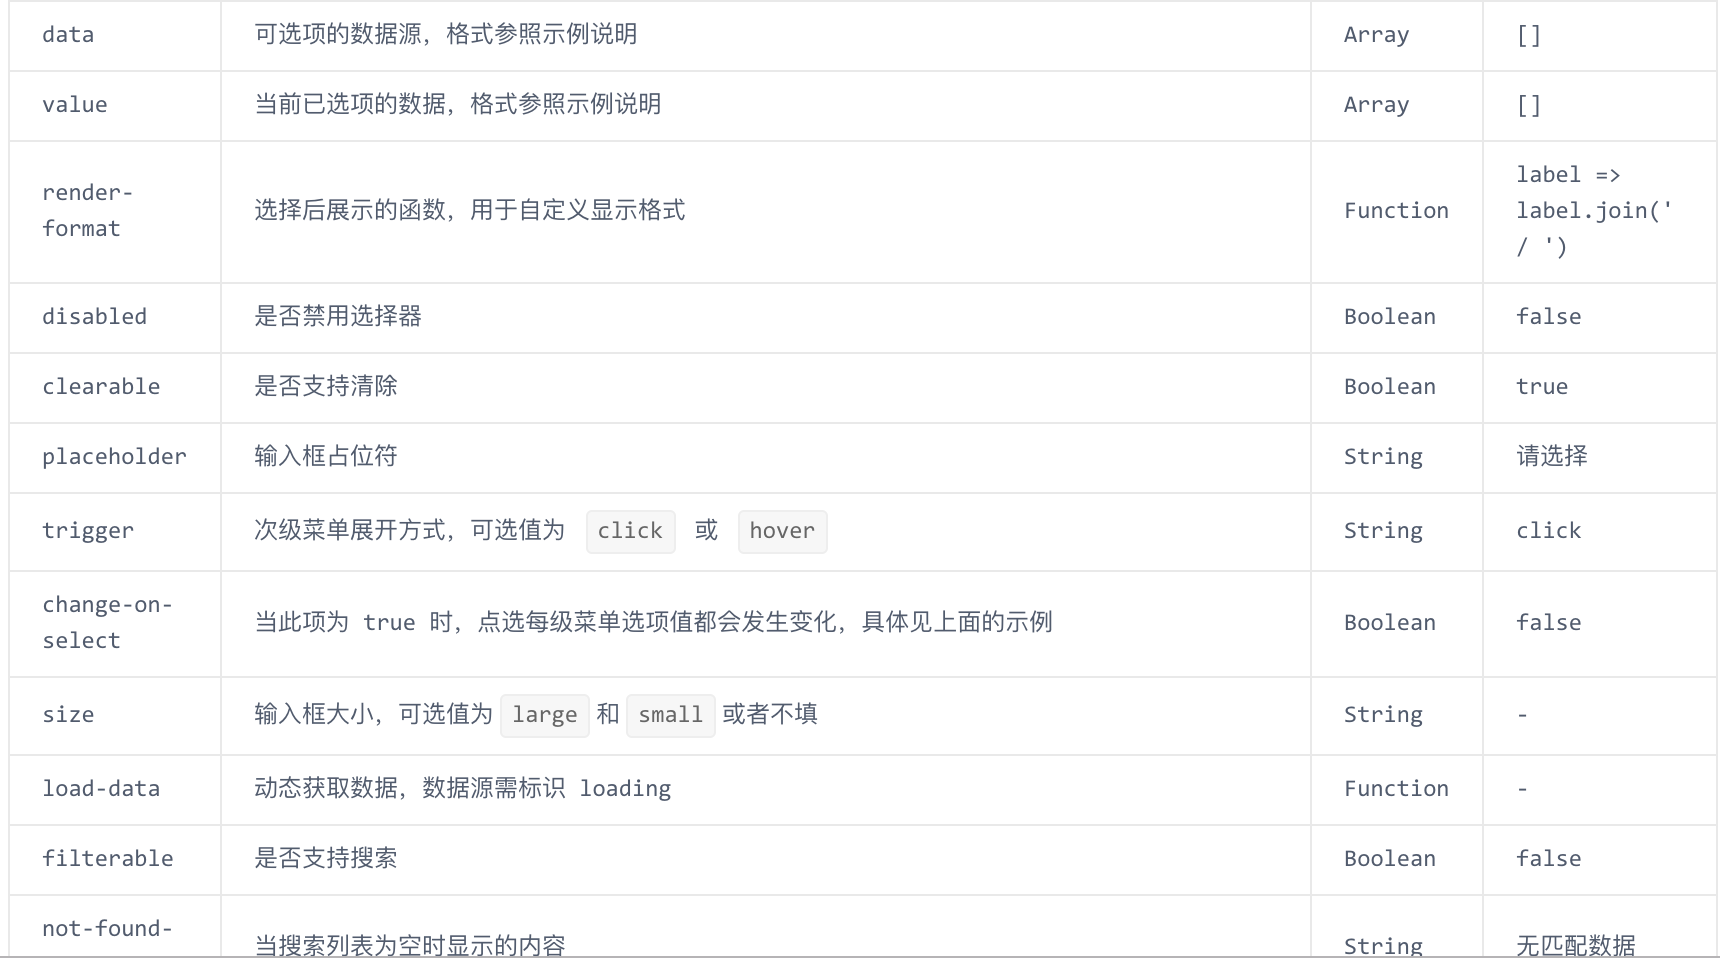 data 可选项的数据源，格式参照示例说明 Array []
value 当前已选项的数据，格式参照示例说明 Array []
render-
format
选择后展示的函数，用于自定义显示格式
Function
label =>
label.join('
/ ')
disabled 是否禁用选择器 Boolean false
clearable 是否支持清除 Boolean true
placeholder 输入框占位符 String 请选择
trigger 次级菜单展开方式，可选值为 click 或 hover String click
change-on-
select
当此项为 true 时，点选每级菜单选项值都会发生变化，具体见上面的示例
Boolean
false
size 输入框大小，可选值为 large 和 small 或者不填 String -
load-data 动态获取数据，数据源需标识 loading Function -
filterable 是否支持搜索 Boolean false
not-found-
当搜索列表为空时显示的内容
String
无匹配数据